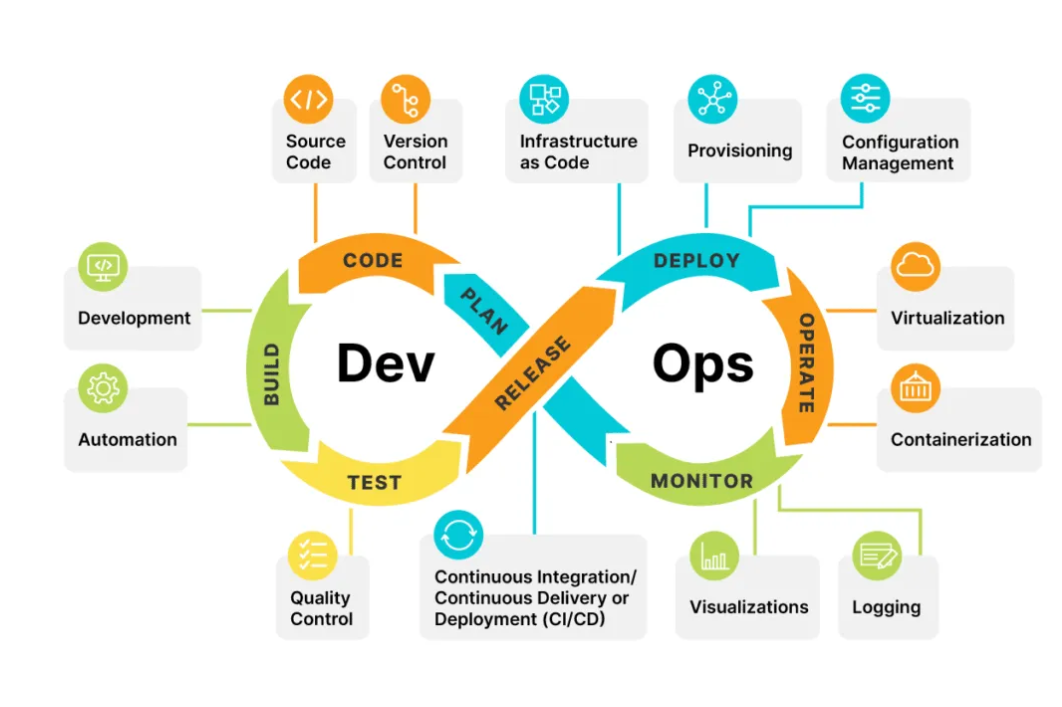 Source
Code
Version
Control
Infrastructure
as Code
Provisioning
Configuration
Management
CODE
PLAN
DEPLOY
Development
BUILD
Dev
RELEASE
Ops
OPERATE
Virtualization
Automation
Containerization
TEST
MONITOR
Quality
Control
Continuous Integration/
Continuous Delivery or
Deployment (CI/CD)
Visualizations
Logging